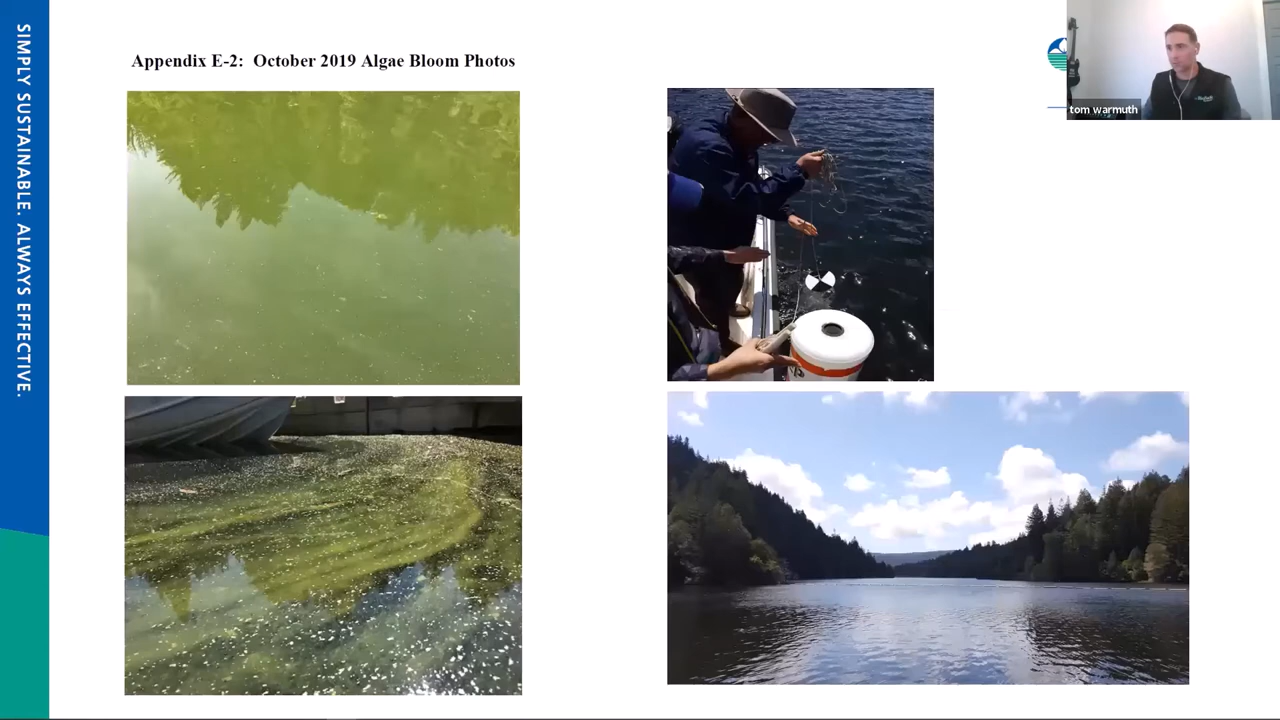 SIMPLY SUSTAINABLE. ALWAYS EFFECTIVE.
Appendix E-2:  October 2019 Algae Bloom Photos
tom warmuth